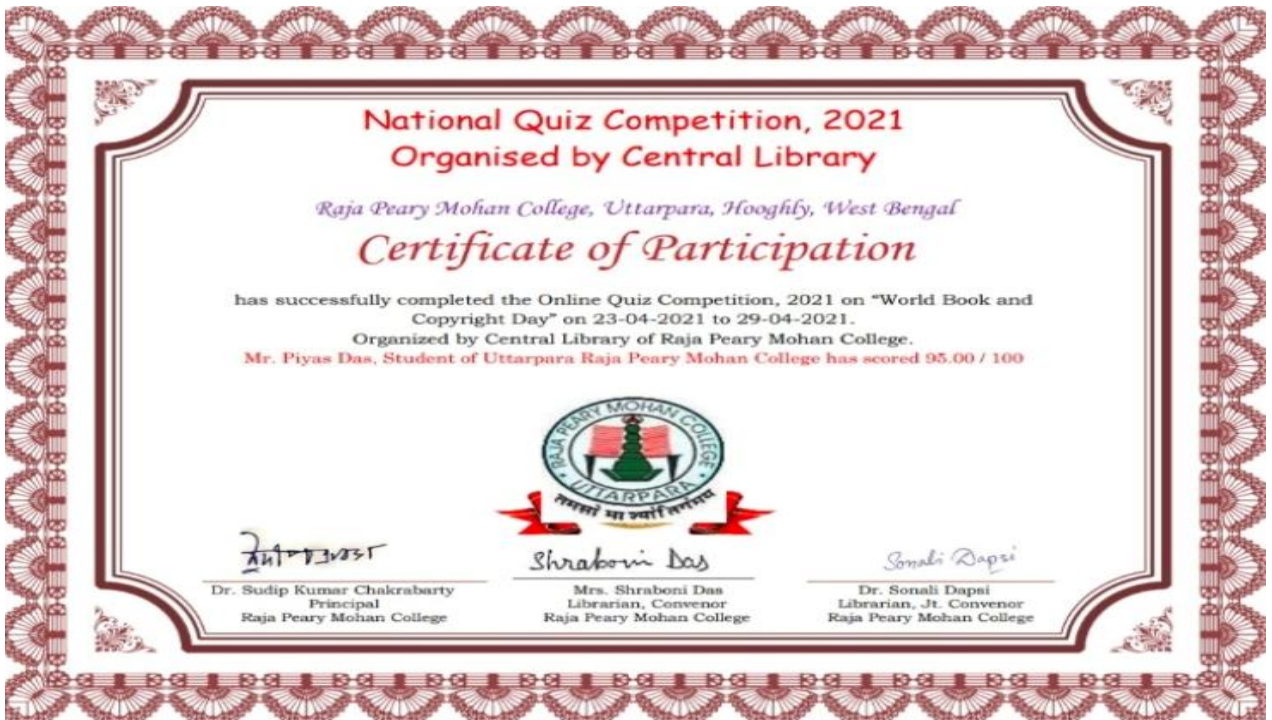 National Quiz Competition, 2021
Organised by Central Library
Raja Peary Mohan College, Uttarpara, Hooghly, West Bengal
Certificate of Participation
has successfully completed the Online Quiz Competition, 2021 on “World Book and
Copyright Day” on 23-04-2021 to 29-04-2021.
Organized by Central Library of Raja Peary Mohan College.
Mr. Piyas Das, Student of Uttarpara Raja Peary Mohan College has scored 95.00 / 100
RAJA PEARY MOHAN COLLEGE
UTTARPARA
तमसो मा
Shraboni Das
Sonali Dapsi
Dr. Sudip Kumar Chakrabarty
Principal
Raja Peary Mohan College
Mrs. Shraboni Das
Librarian, Convenor
Raja Peary Mohan College
Dr. Sonali Dapsi
Librarian, Jt. Convenor
Raja Peary Mohan College